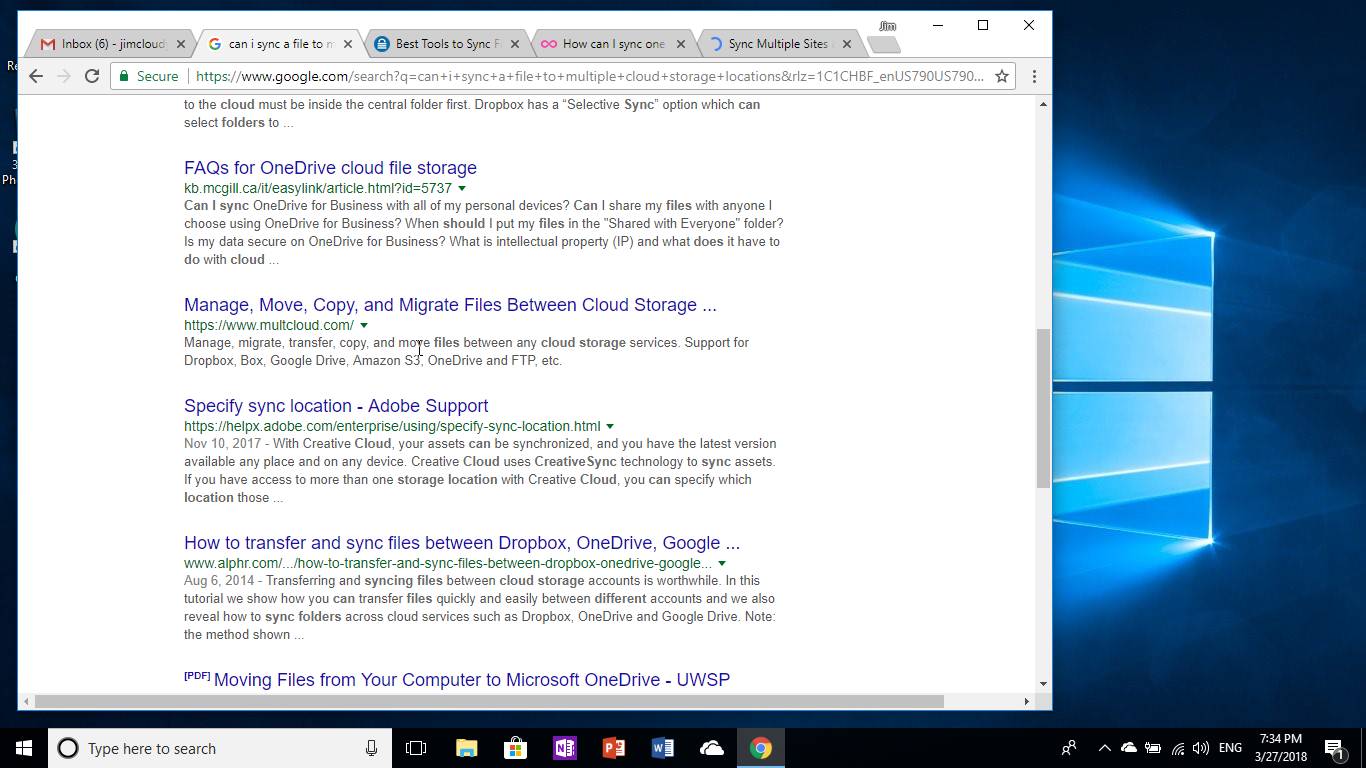 Jim
Inbox (6) - jimcloud
can i sync a file to m
Best Tools to Sync F
How can I sync one
Sync Multiple Sites
Secure
https://www.google.com/search?q=can+i+sync+a+file+to+multiple+cloud+storage+locations&rlz=1C1CHBF_enUS790US790...
to the cloud must be inside the central folder first. Dropbox has a “Selective Sync” option which can
select folders to ...
FAQs for OneDrive cloud file storage
kb.mcgill.ca/it/easylink/article.html?id=5737
Can I sync OneDrive for Business with all of my personal devices? Can I share my files with anyone I
choose using OneDrive for Business? When should I put my files in the "Shared with Everyone" folder?
Is my data secure on OneDrive for Business? What is intellectual property (IP) and what does it have to
do with cloud ...
Manage, Move, Copy, and Migrate Files Between Cloud Storage ...
https://www.multcloud.com/
Manage, migrate, transfer, copy, and move files between any cloud storage services. Support for
Dropbox, Box, Google Drive, Amazon S3, OneDrive and FTP, etc.
Specify sync location - Adobe Support
https://helpx.adobe.com/enterprise/using/specify-sync-location.html
Nov 10, 2017 - With Creative Cloud, your assets can be synchronized, and you have the latest version
available any place and on any device. Creative Cloud uses CreativeSync technology to sync assets.
If you have access to more than one storage location with Creative Cloud, you can specify which
location those ...
How to transfer and sync files between Dropbox, OneDrive, Google ...
www.alphr.com/.../how-to-transfer-and-sync-files-between-dropbox-onedrive-google...
Aug 6, 2014 - Transferring and syncing files between cloud storage accounts is worthwhile. In this
tutorial we show how you can transfer files quickly and easily between different accounts and we also
reveal how to sync folders across cloud services such as Dropbox, OneDrive and Google Drive. Note:
the method shown ...
[PDF] Moving Files from Your Computer to Microsoft OneDrive - UWSP
Type here to search
ENG
7:34 PM
3/27/2018
1